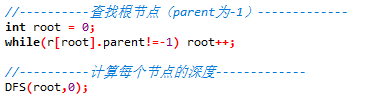 //----------查找根节点（parent为-1）-------------
int root = 0;
while(r[root].parent!=-1) root++;
//----------计算每个节点的深度-------------
DFS(root,0);